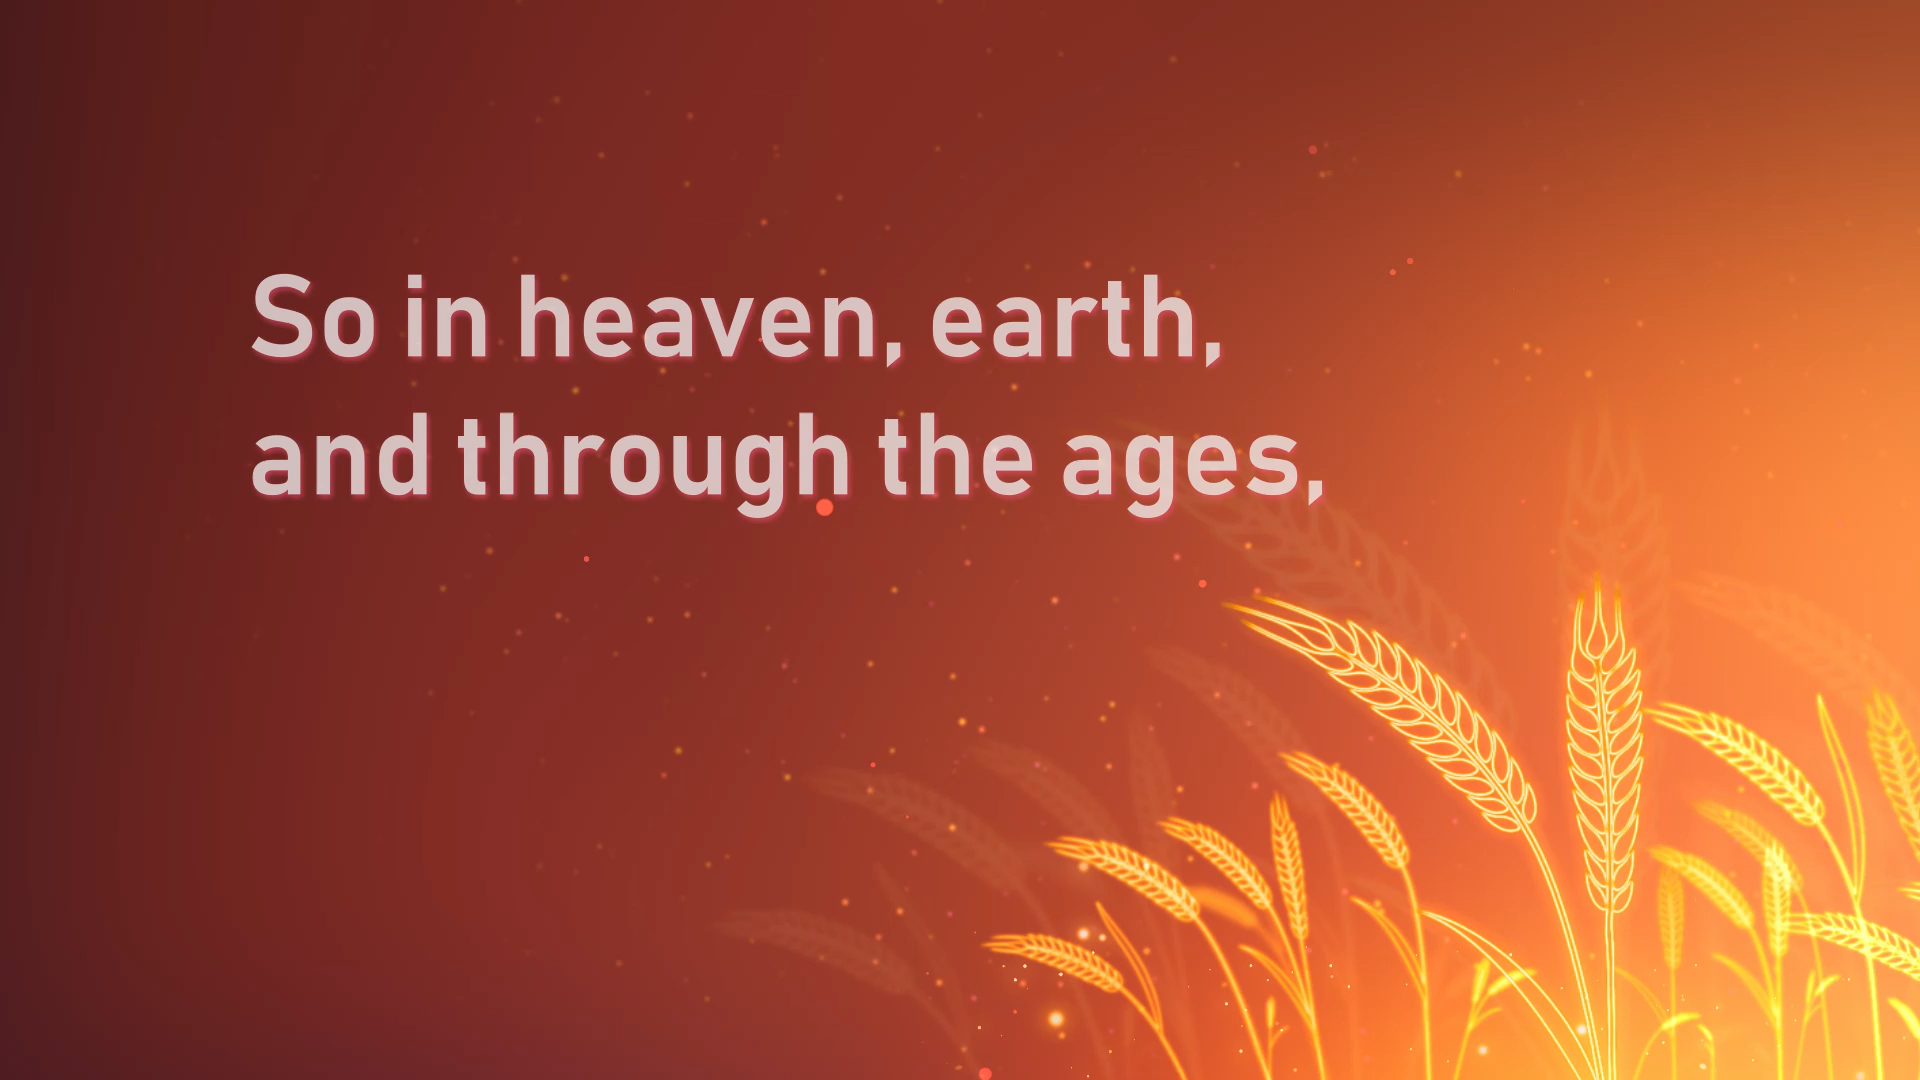 So in heaven, earth,
and through the ages,